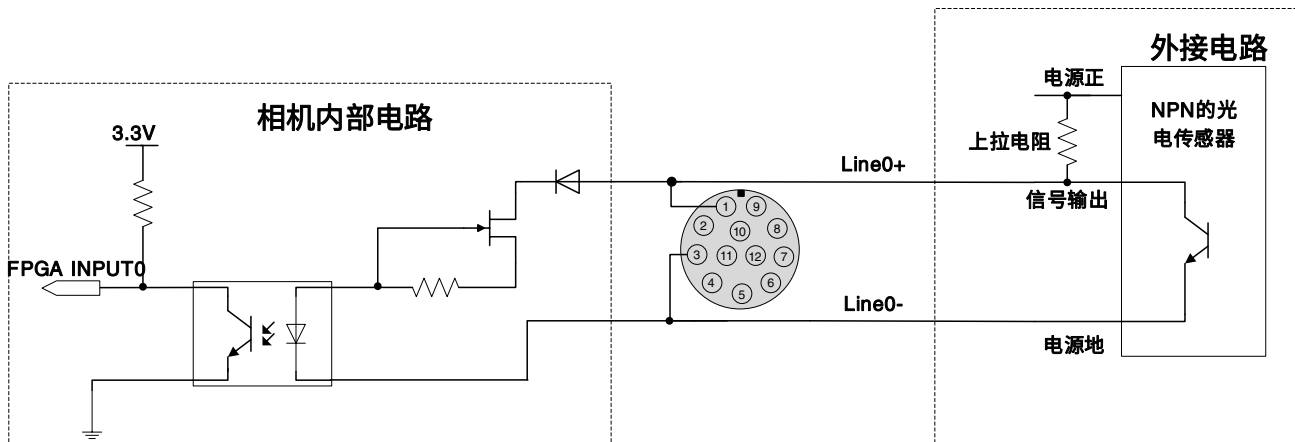 外接电路
电源正
相机内部电路
NPN的光
电传感器
3.3V
上拉电阻
Line0+
信号输出
1
9
2
10
8
FPGA INPUT0
3
11
12
7
4
5
6
Line0-
电源地